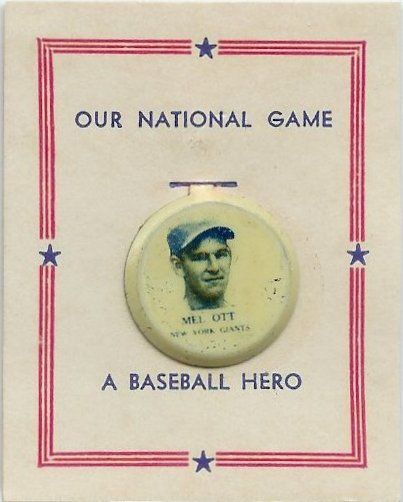 OUR NATIONAL GAME
MEL OTT
NEW YORK GIANTS
A BASEBALL HERO